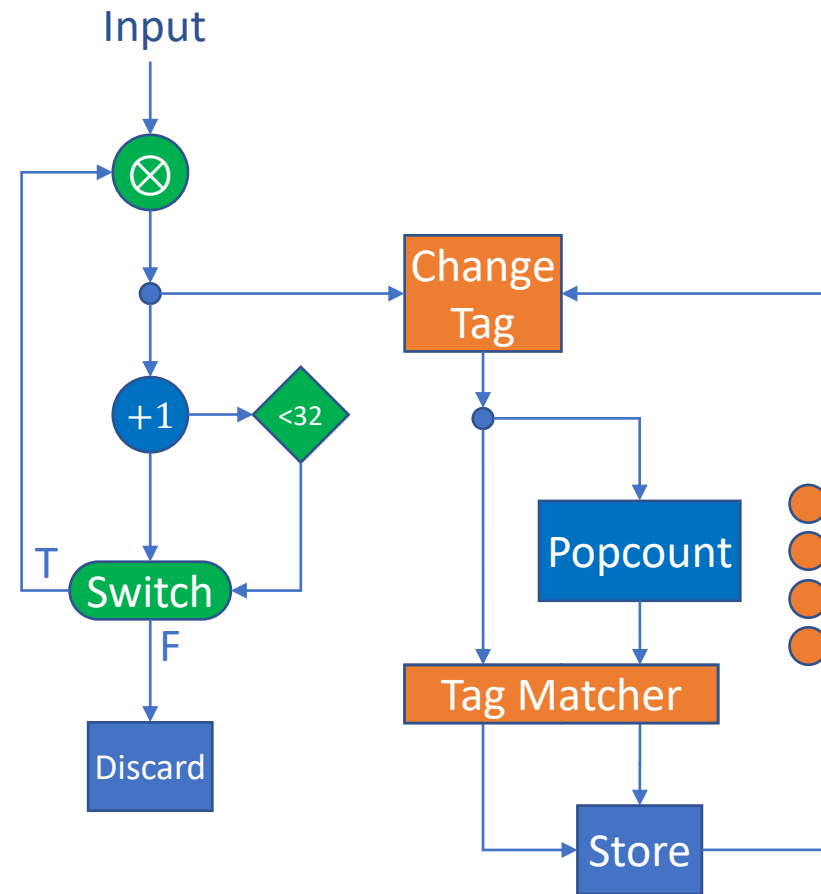 Input
⊗
Change
Tag
+1
<32
Popcount
T
Switch
F
Tag Matcher
Discard
Store